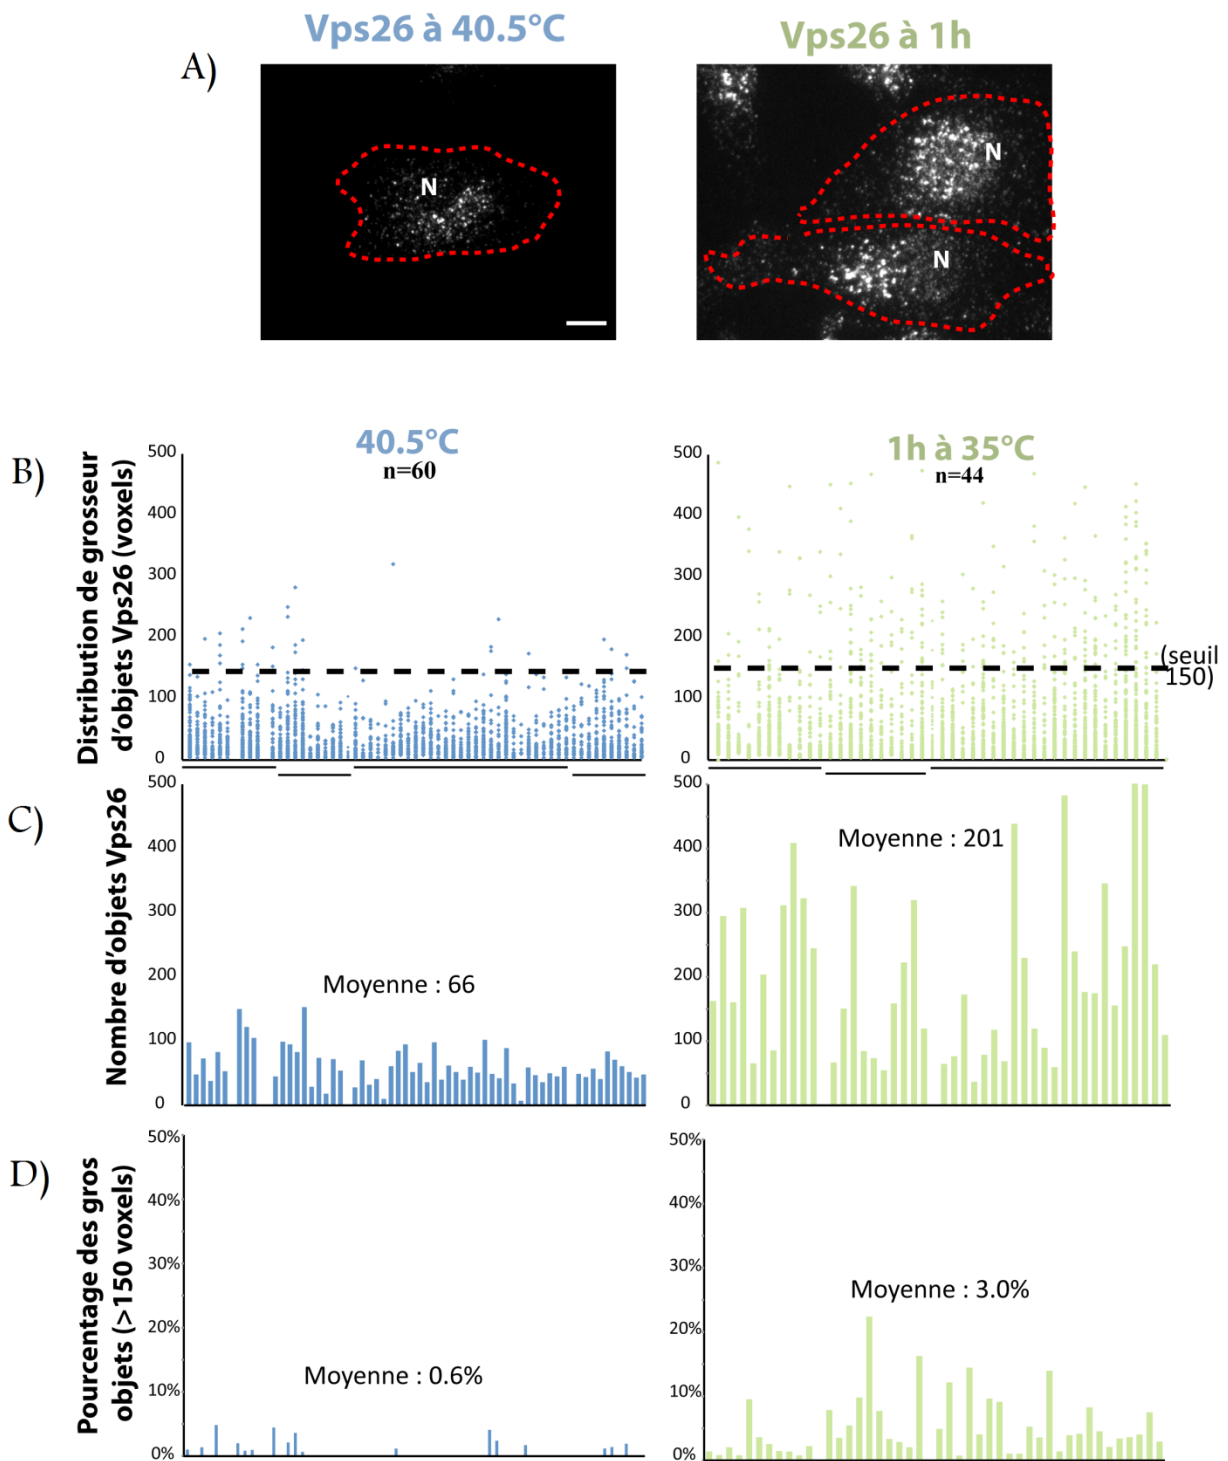 Vps26 à 40.5°C
Vps26 à 1h
A)
N
N
N
B)
Distribution de grosseur
d'objets Vps26 (voxels)
40.5°C
n=60
500
400
300
200
100
0
1h à 35°C
n=44
500
400
300
200
100
0
(seuil
150)
C)
Nombre d'objets Vps26
500
400
300
200
100
0
Moyenne : 66
500
400
300
200
100
0
Moyenne : 201
D)
Pourcentage des gros
objets (>150 voxels)
50%
40%
30%
20%
10%
0%
Moyenne : 0.6%
50%
40%
30%
20%
10%
0%
Moyenne : 3.0%